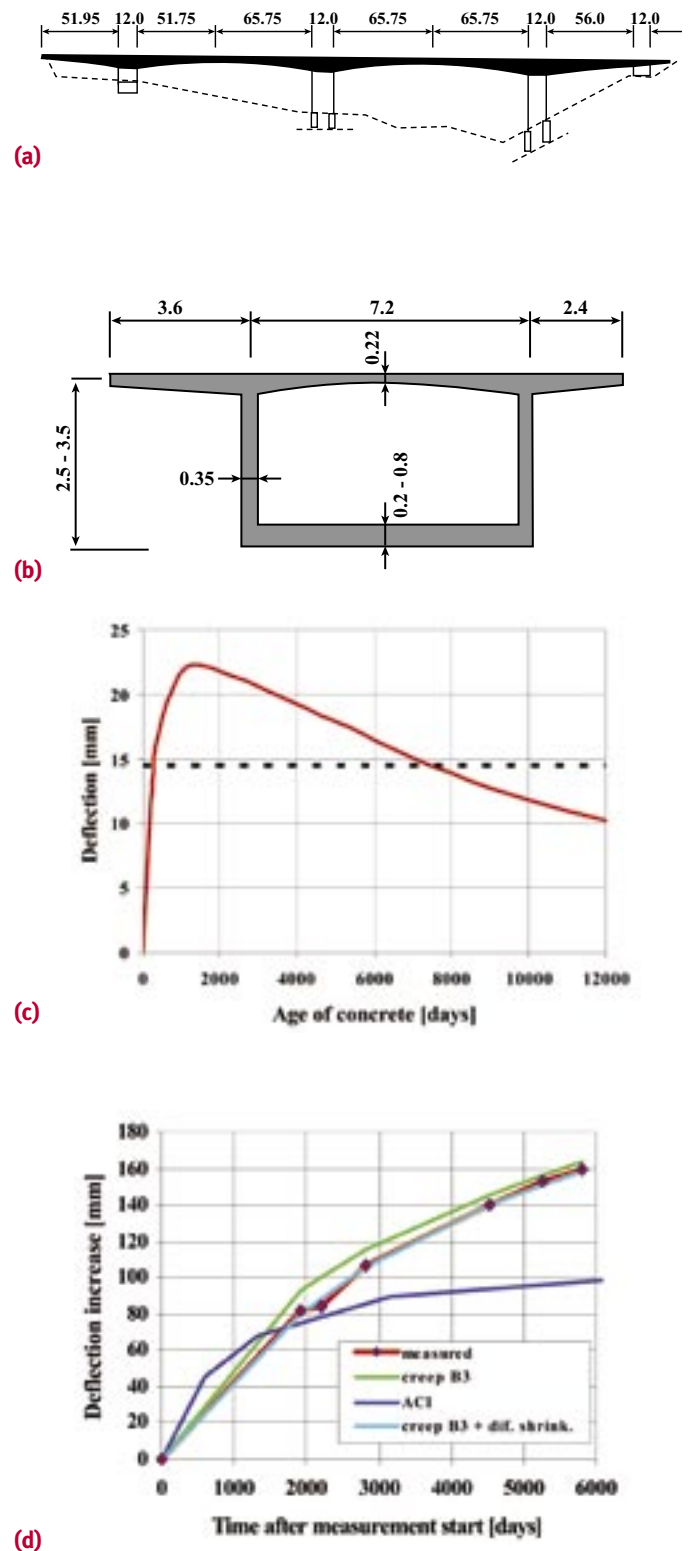 51.95 12.0 51.75 65.75 12.0 65.75 65.75 12.0 56.0 12.0
(a)
3.6 7.2 2.4
0.22
2.5 - 3.5
0.35
0.2 - 0.8
(b)
25
20
15
10
5
0
Deflection [mm]
0 2000 4000 6000 8000 10000 12000
Age of concrete [days]
(c)
180
160
140
120
100
80
60
40
20
0
Deflection increase [mm]
measured
creep B3
ACI
creep B3 + dif. shrink.
0 1000 2000 3000 4000 5000 6000
Time after measurement start [days]
(d)